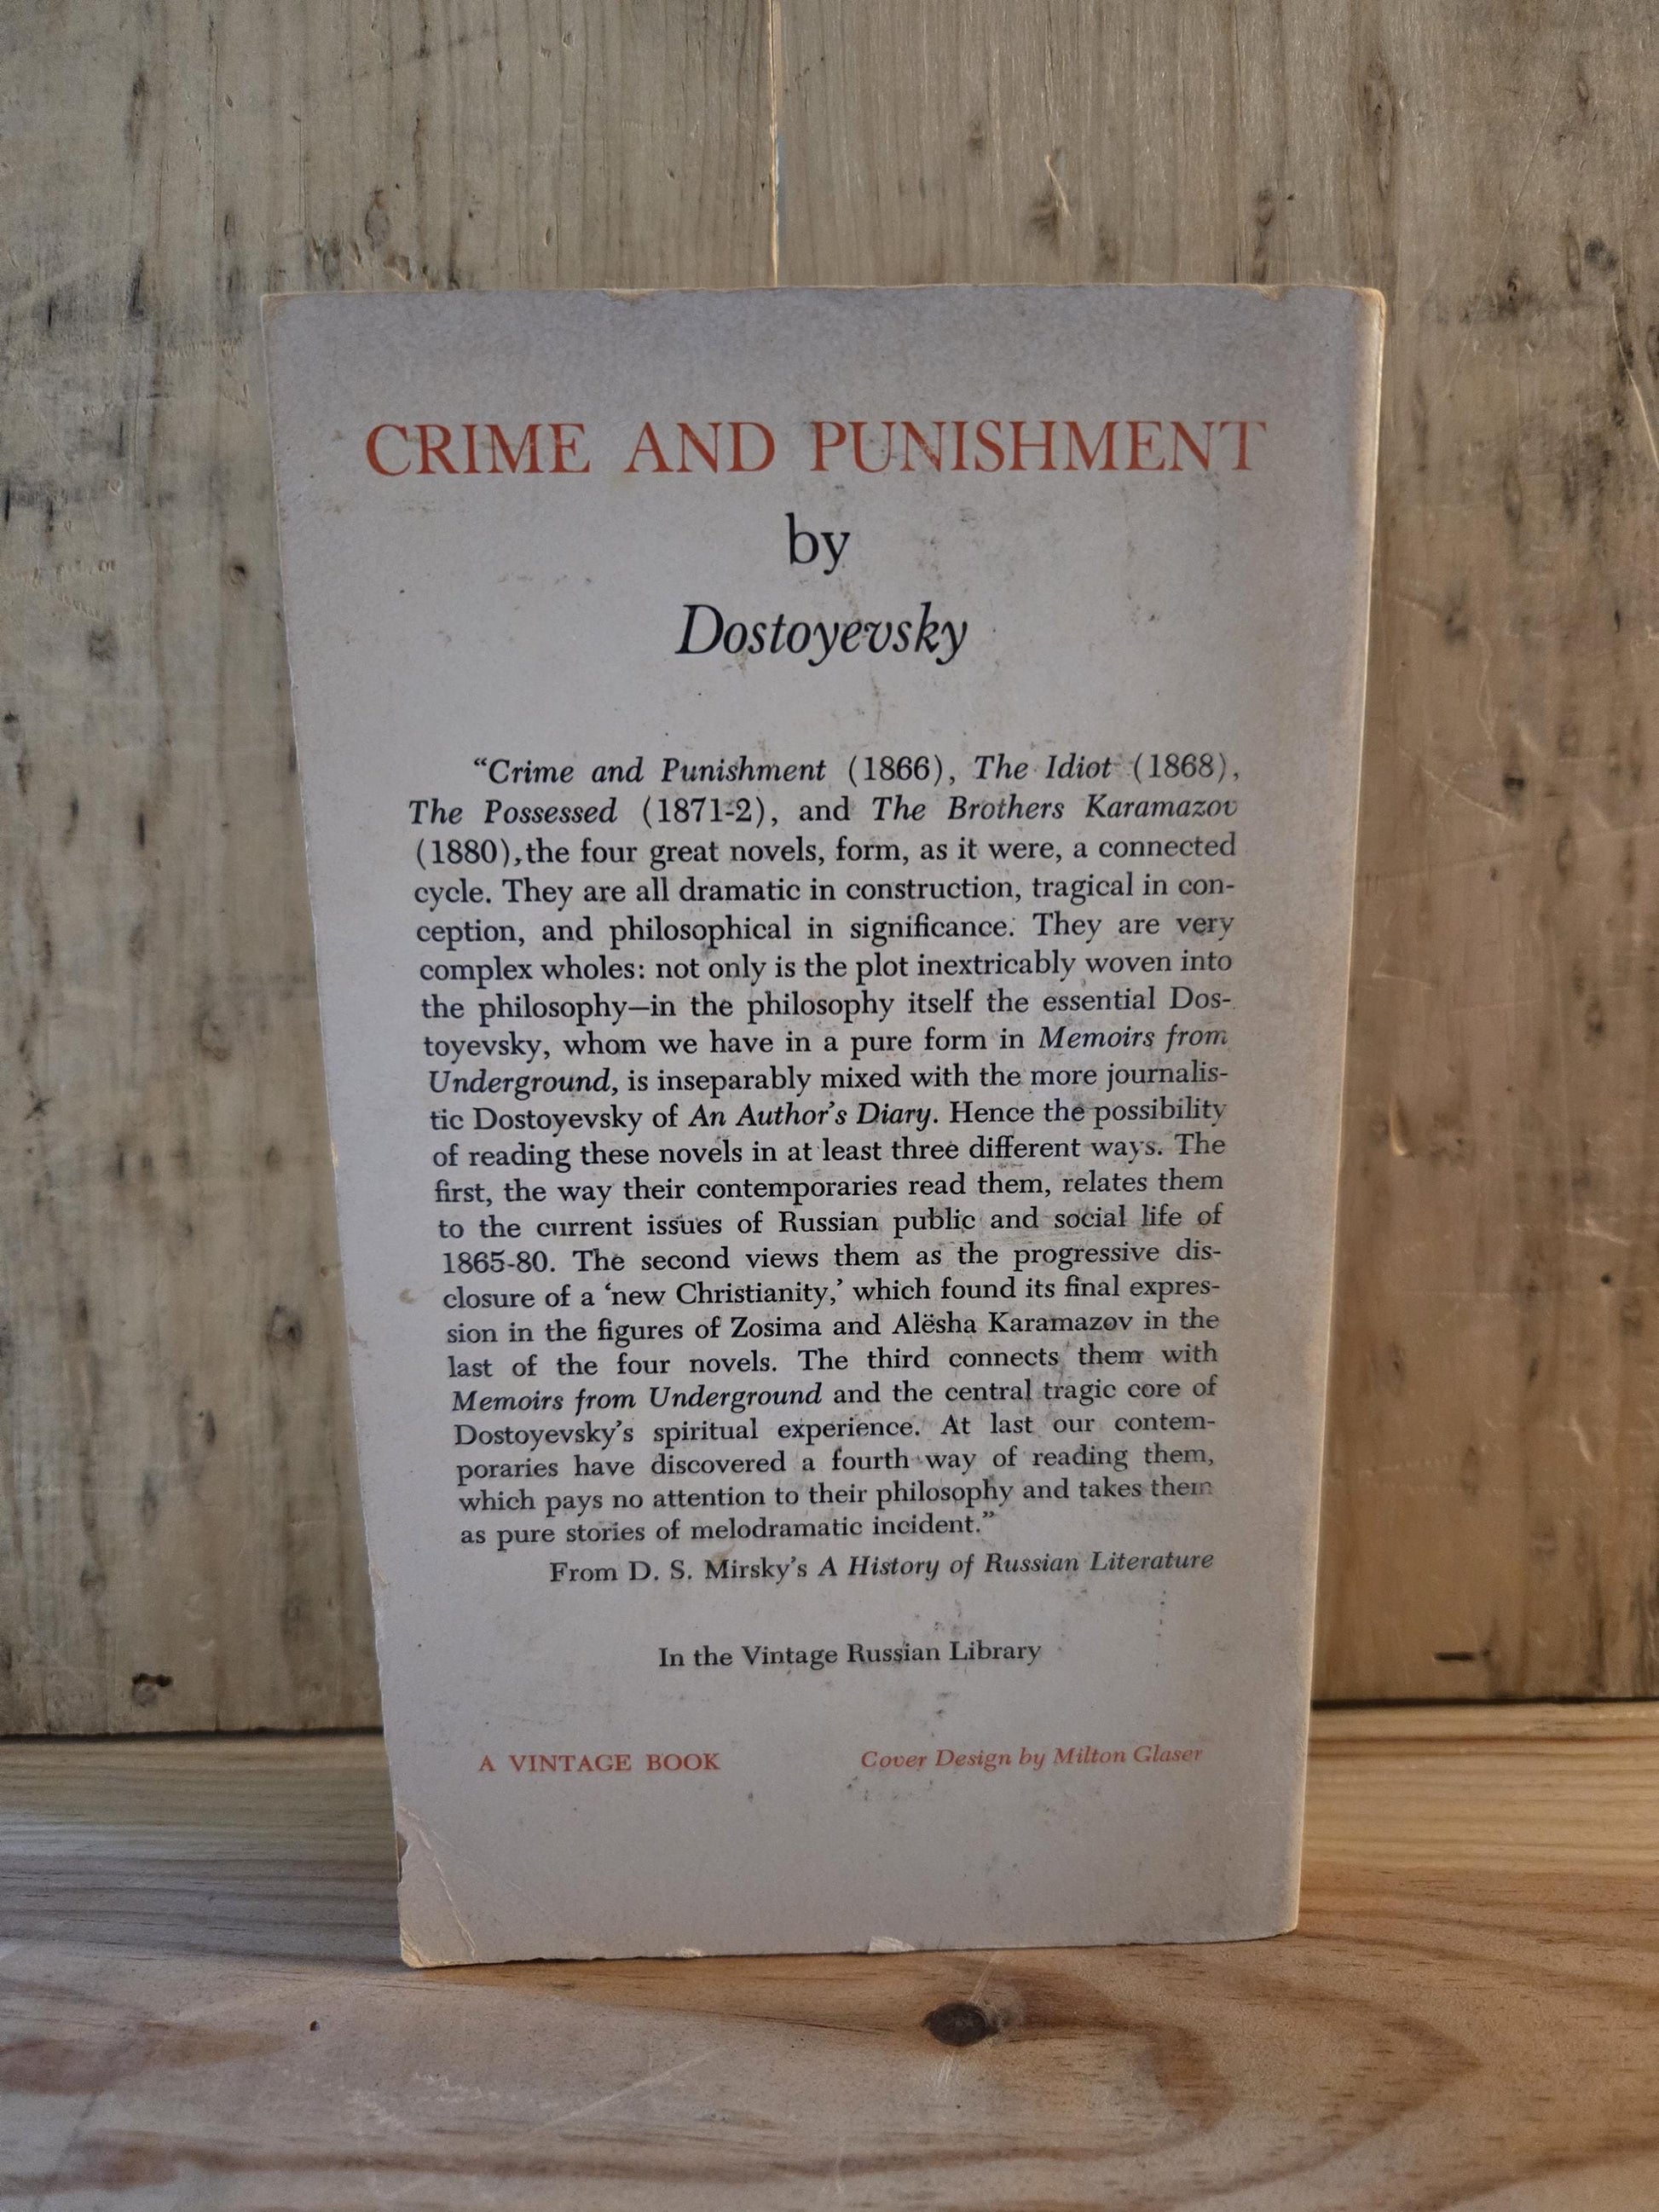 CRIME AND PUNISHMENT
by
Dostoyevsky
“Crime and Punishment (1866), The Idiot (1868),
The Possessed (1871-2), and The Brothers Karamazov
(1880), the four great novels, form, as it were, a connected
cycle. They are all dramatic in construction, tragical in con-
ception, and philosophical in significance. They are very
complex wholes: not only is the plot inextricably woven into
the philosophy—in the philosophy itself the essential Dos-
toyevsky, whom we have in a pure form in Memoirs from
Underground, is inseparably mixed with the more journalis-
tic Dostoyevsky of An Author’s Diary. Hence the possibility
of reading these novels in at least three different ways. The
first, the way their contemporaries read them, relates them
to the current issues of Russian public and social life of
1865-80. The second views them as the progressive dis-
closure of a ‘new Christianity,’ which found its final expres-
sion in the figures of Zosima and Alësha Karamazov in the
last of the four novels. The third connects them with
Memoirs from Underground and the central tragic core of
Dostoyevsky’s spiritual experience. At last our contem-
poraries have discovered a fourth way of reading them,
which pays no attention to their philosophy and takes them
as pure stories of melodramatic incident.”
From D. S. Mirsky’s A History of Russian Literature
In the Vintage Russian Library
A VINTAGE BOOK
Cover Design by Milton Glaser